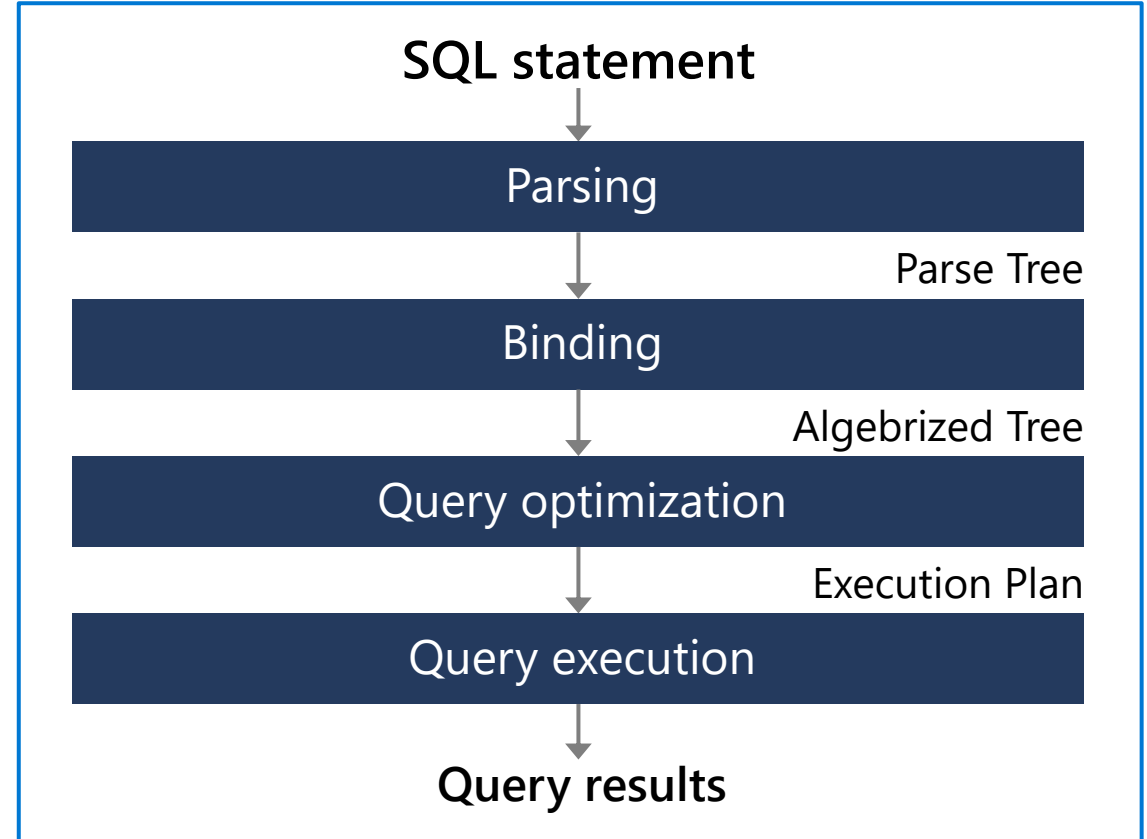 SQL statement
Parsing
Parse Tree
Binding
Algebrized Tree
Query optimization
Execution Plan
Query execution
Query results